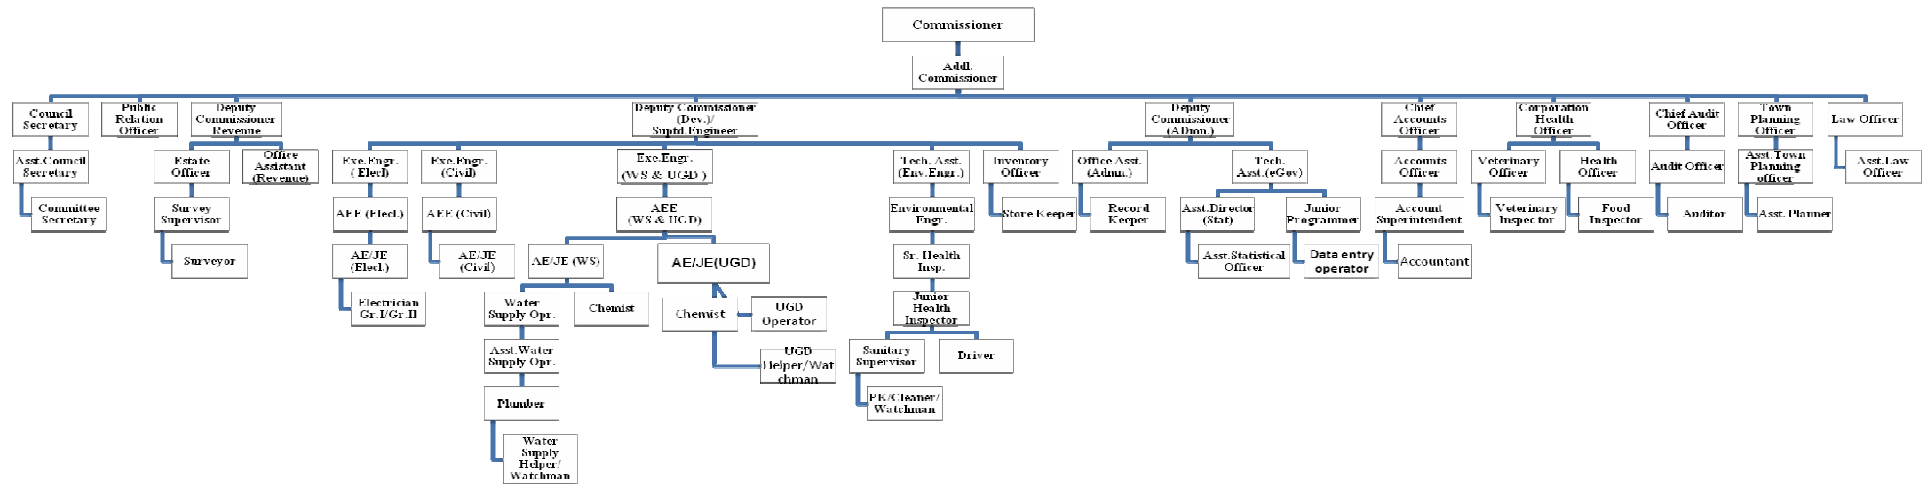 Commissioner
Addl.
Commissioner
Council
Secretary
Public
Relation
Officer
Deputy
Commissioner
Revenue
Deputy Commissioner
(Dev.)/
Suptd.Engineer
Deputy
Commissioner
(ADmn.)
Chief
Accounts
Officer
Corporation
Health
Officer
Chief Audit
Officer
Town
Planning
Officer
Law Officer
Asst.Council
Secretary
Estate
Officer
Office
Assistant
(Revenue)
Exe.Engr.
( Elecl)
Exe.Engr.
(Civil)
Exe.Engr.
(WS & UGD )
Tech. Asst.
(Env.Engr.)
Inventory
Officer
Office Asst.
(Admn.)
Tech.
Asst.(eGov)
Accounts
Officer
Veterinary
Officer
Health
Officer
Audit Officer
Asst.Town
Planning
officer
Asst.Law
Officer
Committee
Secretary
Survey
Supervisor
AEE (Elecl.)
AEE (Civil)
AEE
(WS & UGD)
Environmental
Engr.
Store Keeper
Record
Keeper
Asst.Director
(Stat)
Junior
Programmer
Account
Superintendent
Veterinary
Inspector
Food
Inspector
Auditor
Asst. Planner
Surveyor
AE/JE
(Elecl.)
AE/JE
(Civil)
AE/JE (WS)
AE/JE(UGD)
Sr. Health
Insp.
Asst.Statistical
Officer
Data entry
operator
Accountant
Electrician
Gr.I/Gr.II
Water
Supply Opr.
Chemist
Chemist
UGD
Operator
Junior
Health
Inspector
Asst.Water
Supply Opr.
UGD
Helper/Wat
chman
Sanitary
Supervisor
Driver
Plumber
PK/Cleaner/
Watchman
Water
Supply
Helper/
Watchman